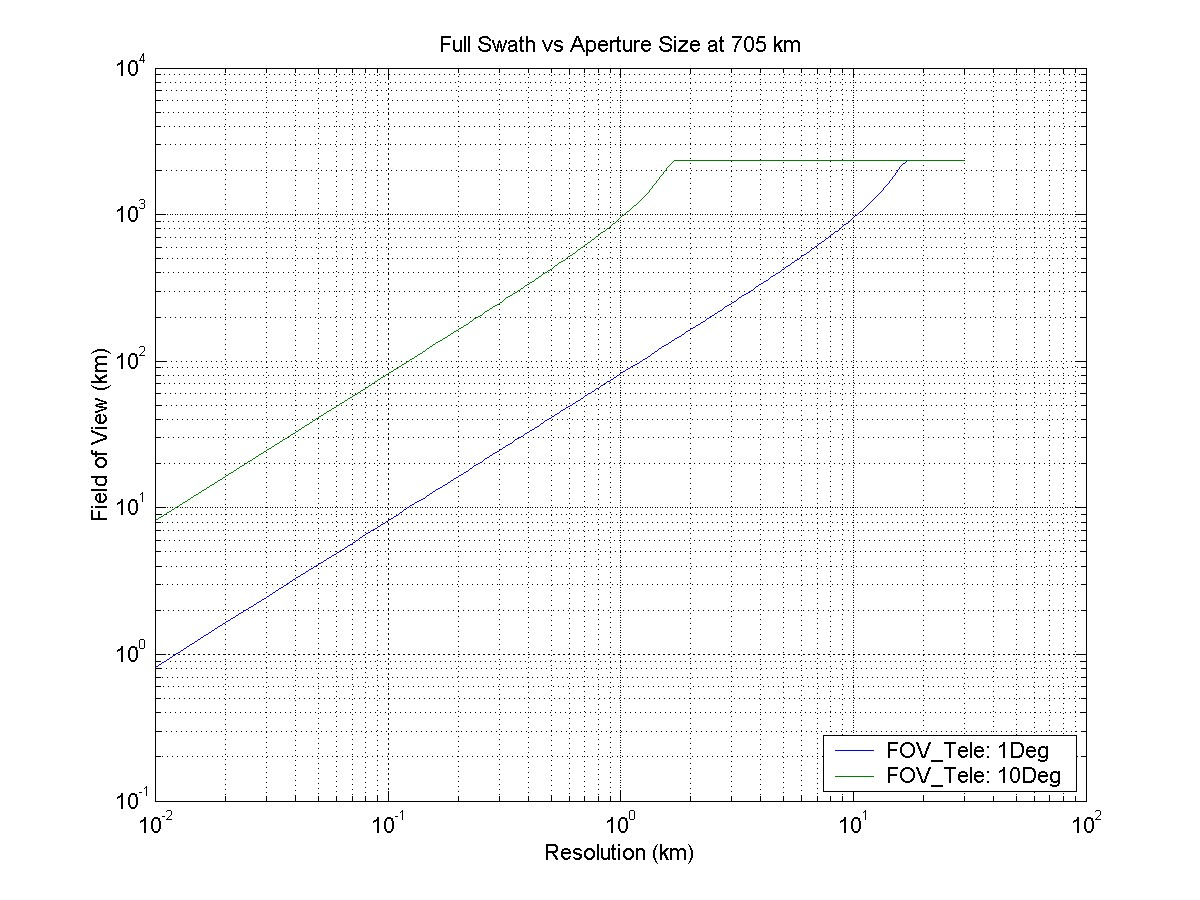 Full Swath vs Aperture Size at 705 km
10^4
10^3
10^2
10^1
10^0
10^-1
Field of View (km)
FOV_Tele: 1Deg
FOV_Tele: 10Deg
10^-2 10^-1 10^0 10^1 10^2
Resolution (km)